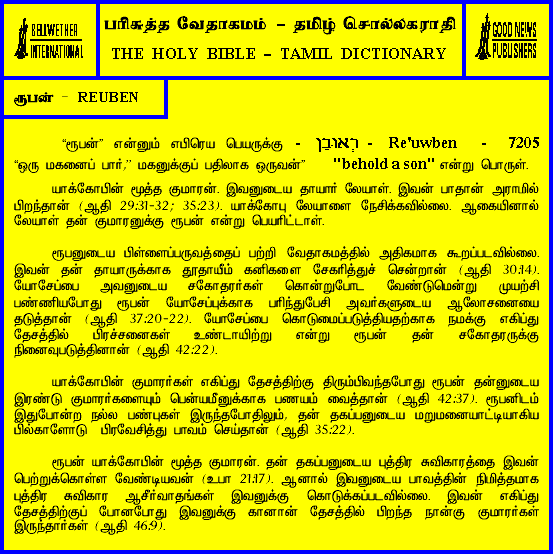 BELLWETHER
INTERNATIONAL
பரிசுத்த வேதாகமம் - தமிழ் சொல்லகராதி
THE HOLY BIBLE - TAMIL DICTIONARY
GOOD NEWS
PUBLISHERS
ரூபன் - REUBEN
“ரூபன்” என்னும் எபிரெய பெயருக்கு - רְאוּבֵן - Re'uwben - 7205
“ஒரு மகனைப் பார்,” மகனுக்குப் பதிலாக ஒருவன்” "behold a son" என்று பொருள்.
யாக்கோபின் மூத்த குமாரன். இவனுடைய தாயார் லேயாள். இவன் பாதான் அராமில்
பிறந்தான் (ஆதி 29:31-32; 35:23). யாக்கோபு லேயாளை நேசிக்கவில்லை. ஆகையினால்
லேயாள் தன் குமாரனுக்கு ரூபன் என்று பெயரிட்டாள்.
ரூபனுடைய பிள்ளைப்பருவத்தைப் பற்றி வேதாகமத்தில் அதிகமாக கூறப்படவில்லை.
இவன் தன் தாயாருக்காக தூதாயீம் கனிகளை சேகரித்துச் சென்றான் (ஆதி 30:14).
யோசேப்பை அவனுடைய சகோதரர்கள் கொன்றுபோட வேண்டுமென்று முயற்சி
பண்ணியபோது ரூபன் யோசேப்புக்காக பரிந்துபேசி அவர்களுடைய ஆலோசனையை
தடுத்தான் (ஆதி 37:20-22). யோசேப்பை கொடுமைப்படுத்தியதற்காக நமக்கு எகிப்து
தேசத்தில் பிரச்சனைகள் உண்டாயிற்று என்று ரூபன் தன் சகோதரருக்கு
நினைவுபடுத்தினான் (ஆதி 42:22).
யாக்கோபின் குமாரர்கள் எகிப்து தேசத்திற்கு திரும்பிவந்தபோது ரூபன் தன்னுடைய
இரண்டு குமாரர்களையும் பென்யமீனுக்காக பணயம் வைத்தான் (ஆதி 42:37). ரூபனிடம்
இதுபோன்ற நல்ல பண்புகள் இருந்தபோதிலும், தன் தகப்பனுடைய மறுமனையாட்டியாகிய
பில்காளோடு பிரவேசித்து பாவம் செய்தான் (ஆதி 35:22).
ரூபன் யாக்கோபின் மூத்த குமாரன். தன் தகப்பனுடைய புத்திர சுவிகாரத்தை இவன்
பெற்றுக்கொள்ள வேண்டியவன் (உபா 21:17). ஆனால் இவனுடைய பாவத்தின் நிமித்தமாக
புத்திர சுவிகார ஆசீர்வாதங்கள் இவனுக்கு கொடுக்கப்படவில்லை. இவன் எகிப்து
தேசத்திற்குப் போனபோது இவனுக்கு கானான் தேசத்தில் பிறந்த நான்கு குமாரர்கள்
இருந்தார்கள் (ஆதி 46:9).